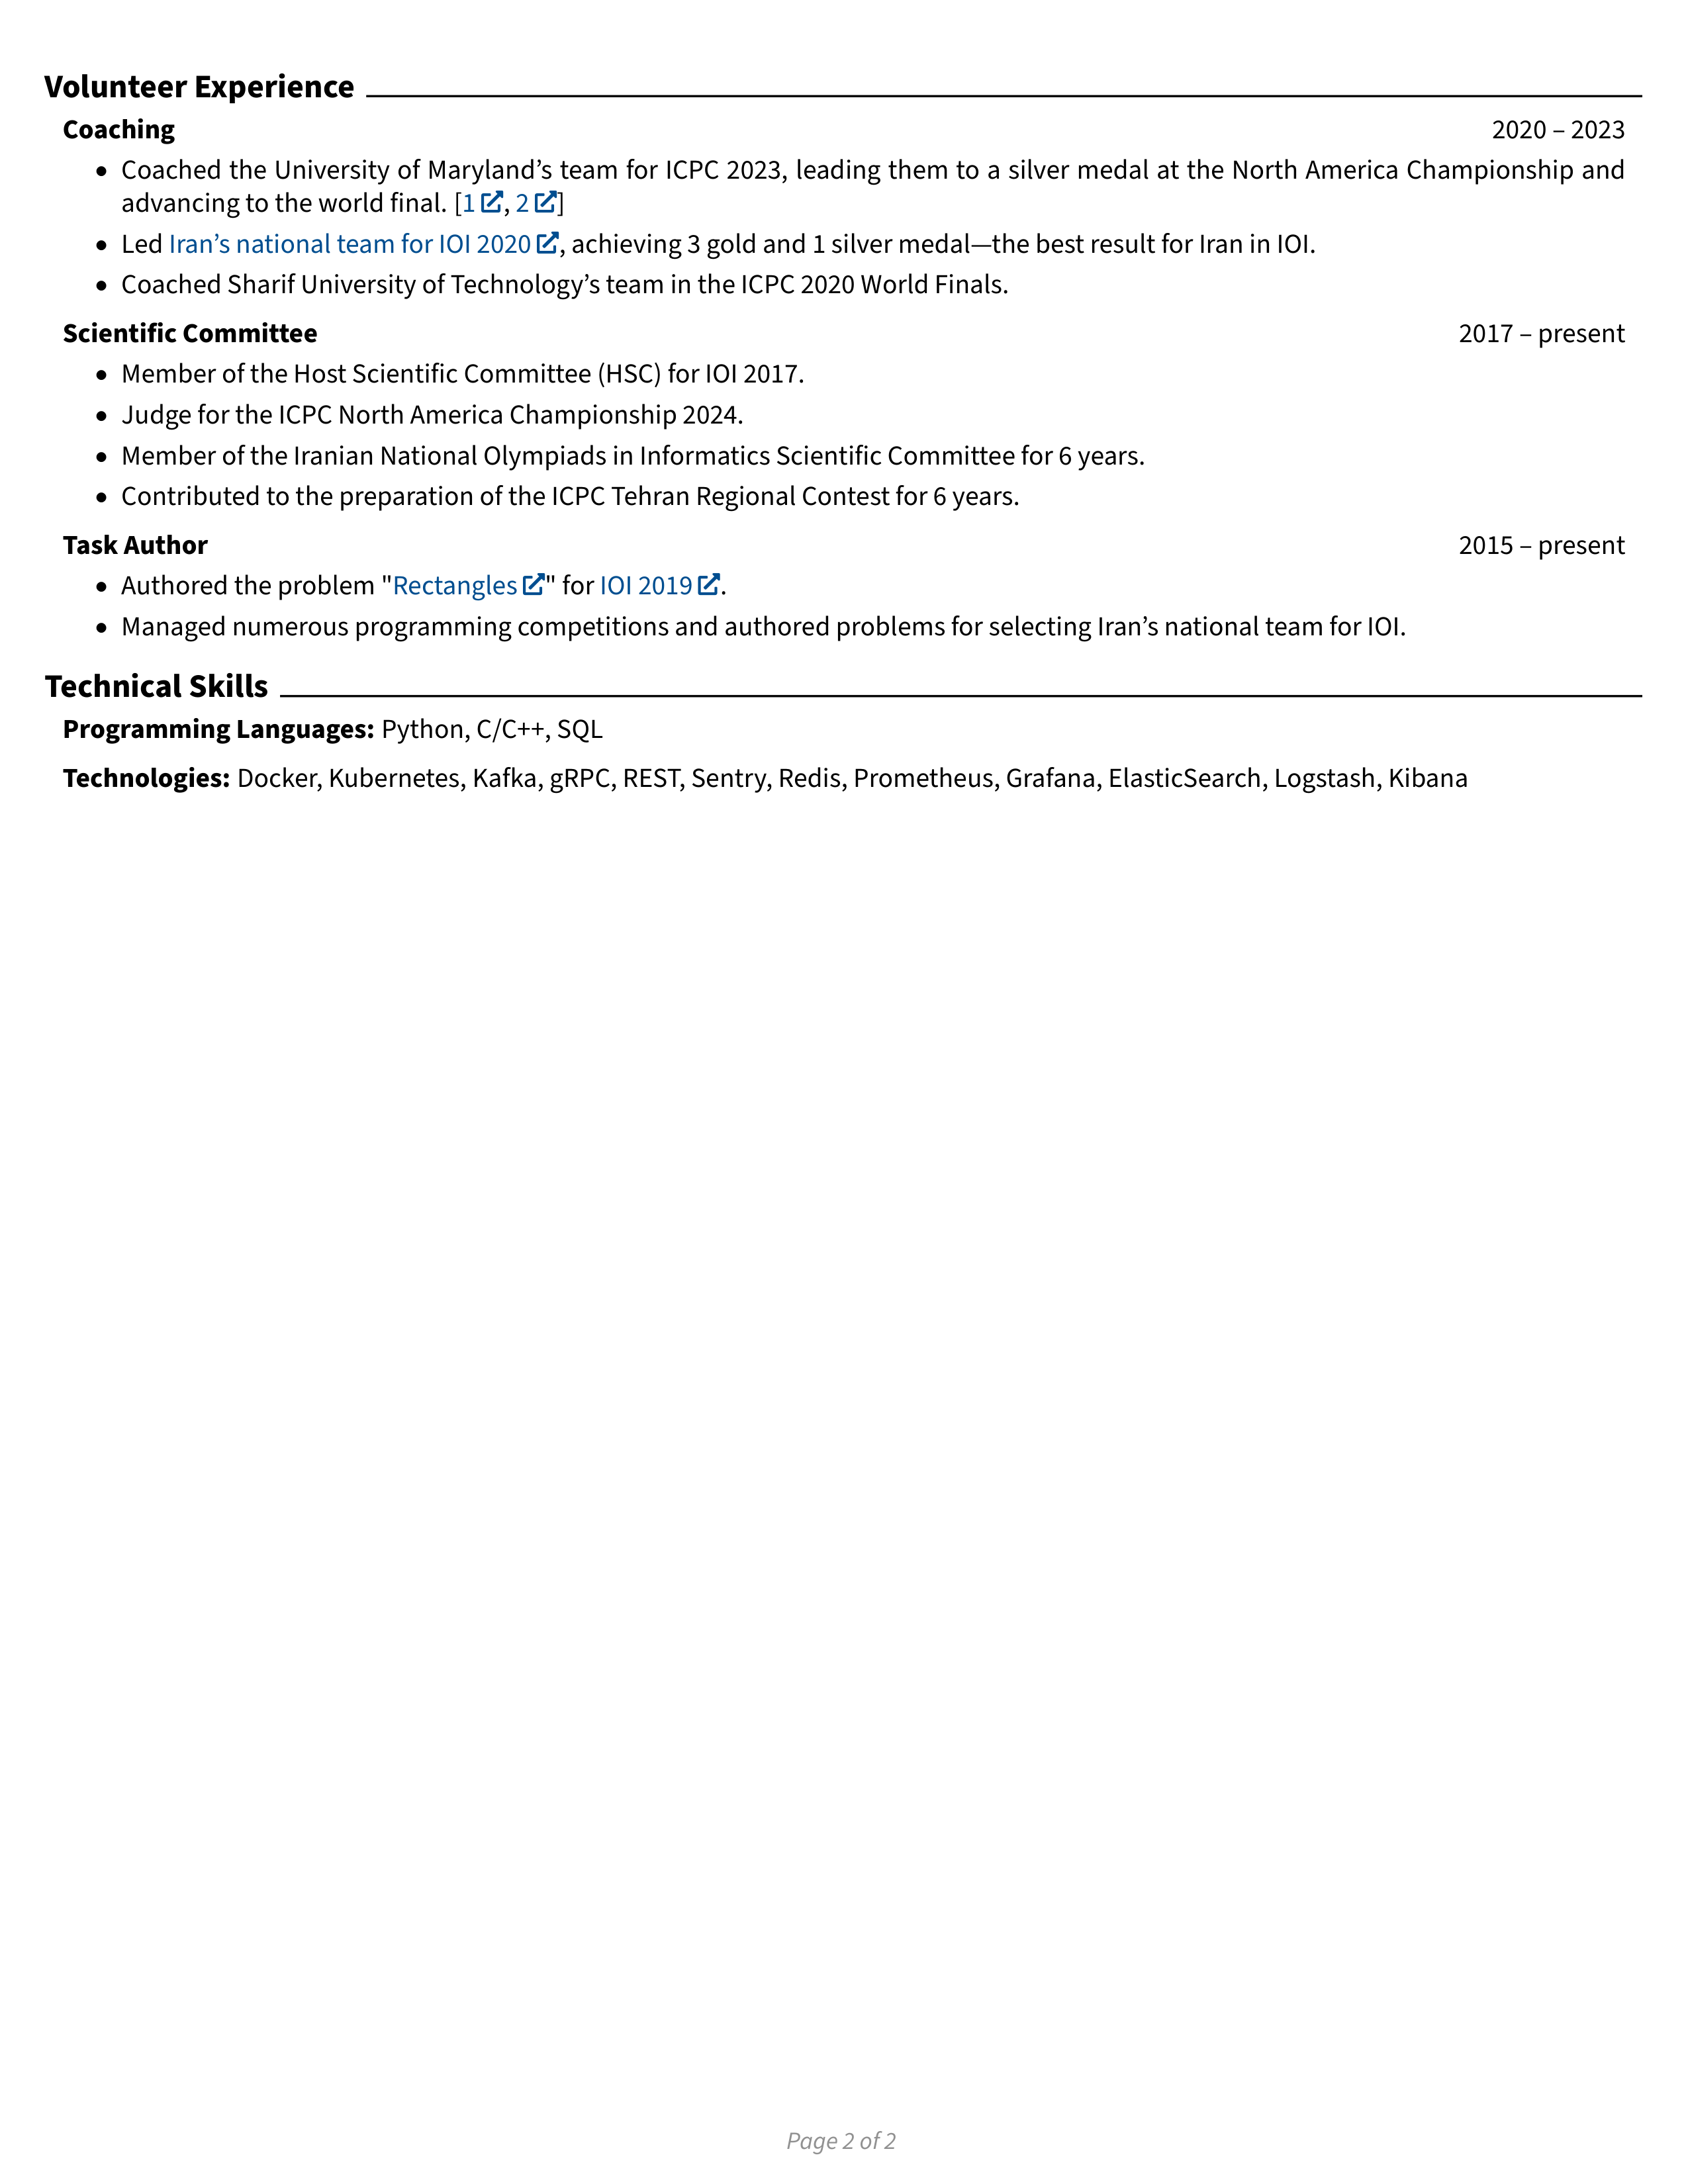 Volunteer Experience
Coaching 2020 – 2023
• Coached the University of Maryland’s team for ICPC 2023, leading them to a silver medal at the North America Championship and
advancing to the world final. [1, 2]
• Led Iran’s national team for IOI 2020, achieving 3 gold and 1 silver medal—the best result for Iran in IOI.
• Coached Sharif University of Technology’s team in the ICPC 2020 World Finals.
Scientific Committee 2017 – present
• Member of the Host Scientific Committee (HSC) for IOI 2017.
• Judge for the ICPC North America Championship 2024.
• Member of the Iranian National Olympiads in Informatics Scientific Committee for 6 years.
• Contributed to the preparation of the ICPC Tehran Regional Contest for 6 years.
Task Author 2015 – present
• Authored the problem "Rectangles" for IOI 2019.
• Managed numerous programming competitions and authored problems for selecting Iran’s national team for IOI.
Technical Skills
Programming Languages: Python, C/C++, SQL
Technologies: Docker, Kubernetes, Kafka, gRPC, REST, Sentry, Redis, Prometheus, Grafana, ElasticSearch, Logstash, Kibana
Page 2 of 2